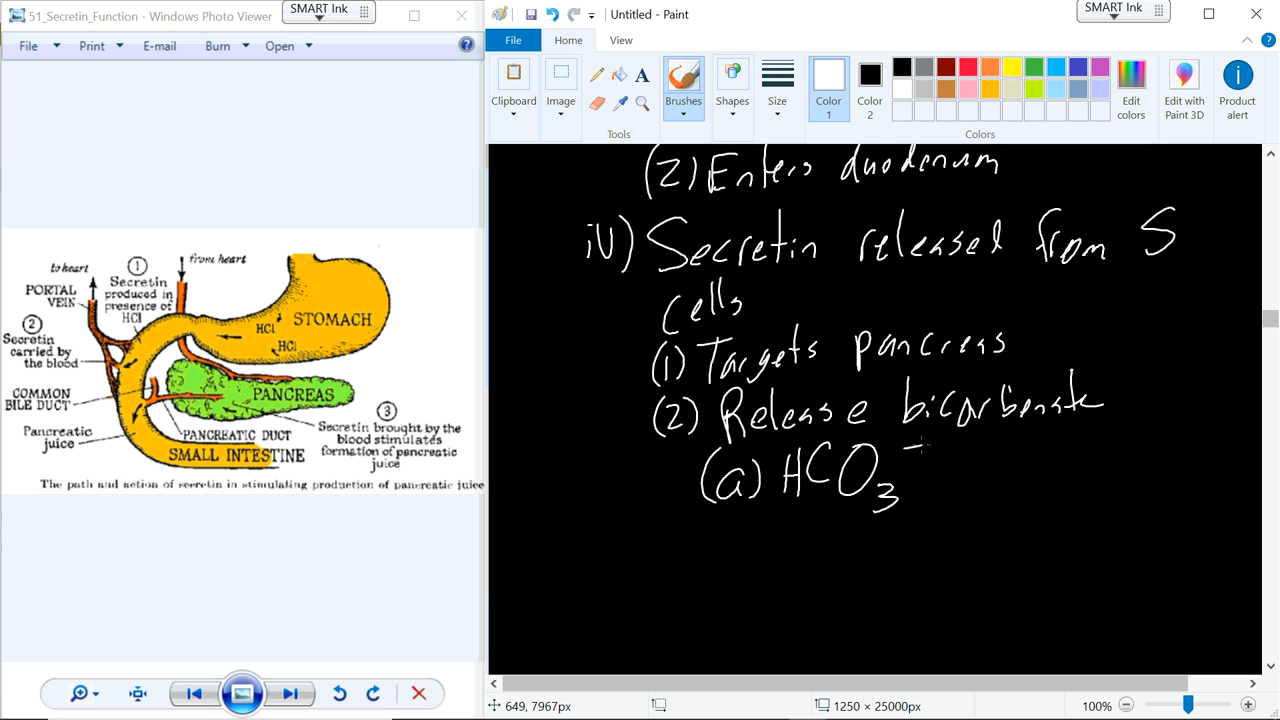 51_Secretin_Function - Windows Photo Viewer
SMART Ink
File Print E-mail Burn Open
to heart
from heart
1
Secretin
produced in
presence of
HCl
PORTAL
VEIN
2
Secretin
carried by
the blood
HCl
HCl
STOMACH
COMMON
BILE DUCT
PANCREAS
3
Pancreatic
juice
PANCREATIC DUCT
Secretin brought by the
blood stimulates
formation of pancreatic
juice
SMALL INTESTINE
The path and action of secretin in stimulating production of pancreatic juice
Untitled - Paint
SMART Ink
File Home View
Clipboard
Image
Tools
Brushes
Shapes
Size
Color
1
Color
2
Edit
colors
Edit with
Paint 3D
Product
alert
Colors
(2) Enters duodenum
iv) Secretin released from S
cells
(1) Targets pancreas
(2) Release bicarbonate
(a) HCO3-
649, 7967px
1250 × 25000px
100%